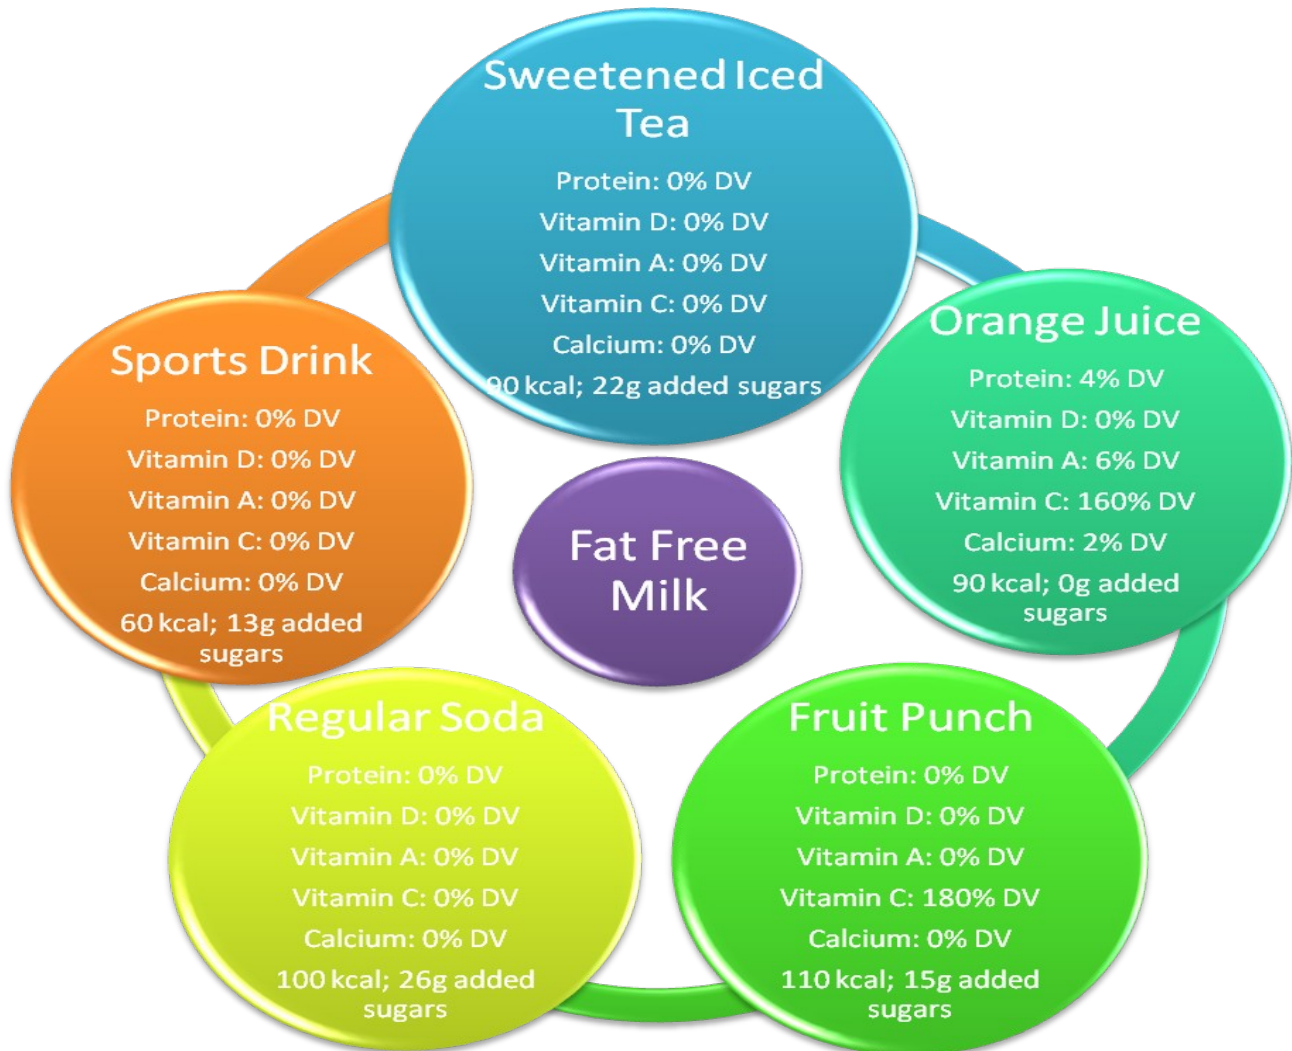 Sweetened Iced
Tea
Protein: 0% DV
Vitamin D: 0% DV
Vitamin A: 0% DV
Vitamin C: 0% DV
Calcium: 0% DV
90 kcal; 22g added sugars
Orange Juice
Protein: 4% DV
Vitamin D: 0% DV
Vitamin A: 6% DV
Vitamin C: 160% DV
Calcium: 2% DV
90 kcal; 0g added
sugars
Fruit Punch
Protein: 0% DV
Vitamin D: 0% DV
Vitamin A: 0% DV
Vitamin C: 180% DV
Calcium: 0% DV
110 kcal; 15g added
sugars
Regular Soda
Protein: 0% DV
Vitamin D: 0% DV
Vitamin A: 0% DV
Vitamin C: 0% DV
Calcium: 0% DV
100 kcal; 26g added
sugars
Sports Drink
Protein: 0% DV
Vitamin D: 0% DV
Vitamin A: 0% DV
Vitamin C: 0% DV
Calcium: 0% DV
60 kcal; 13g added
sugars
Fat Free
Milk